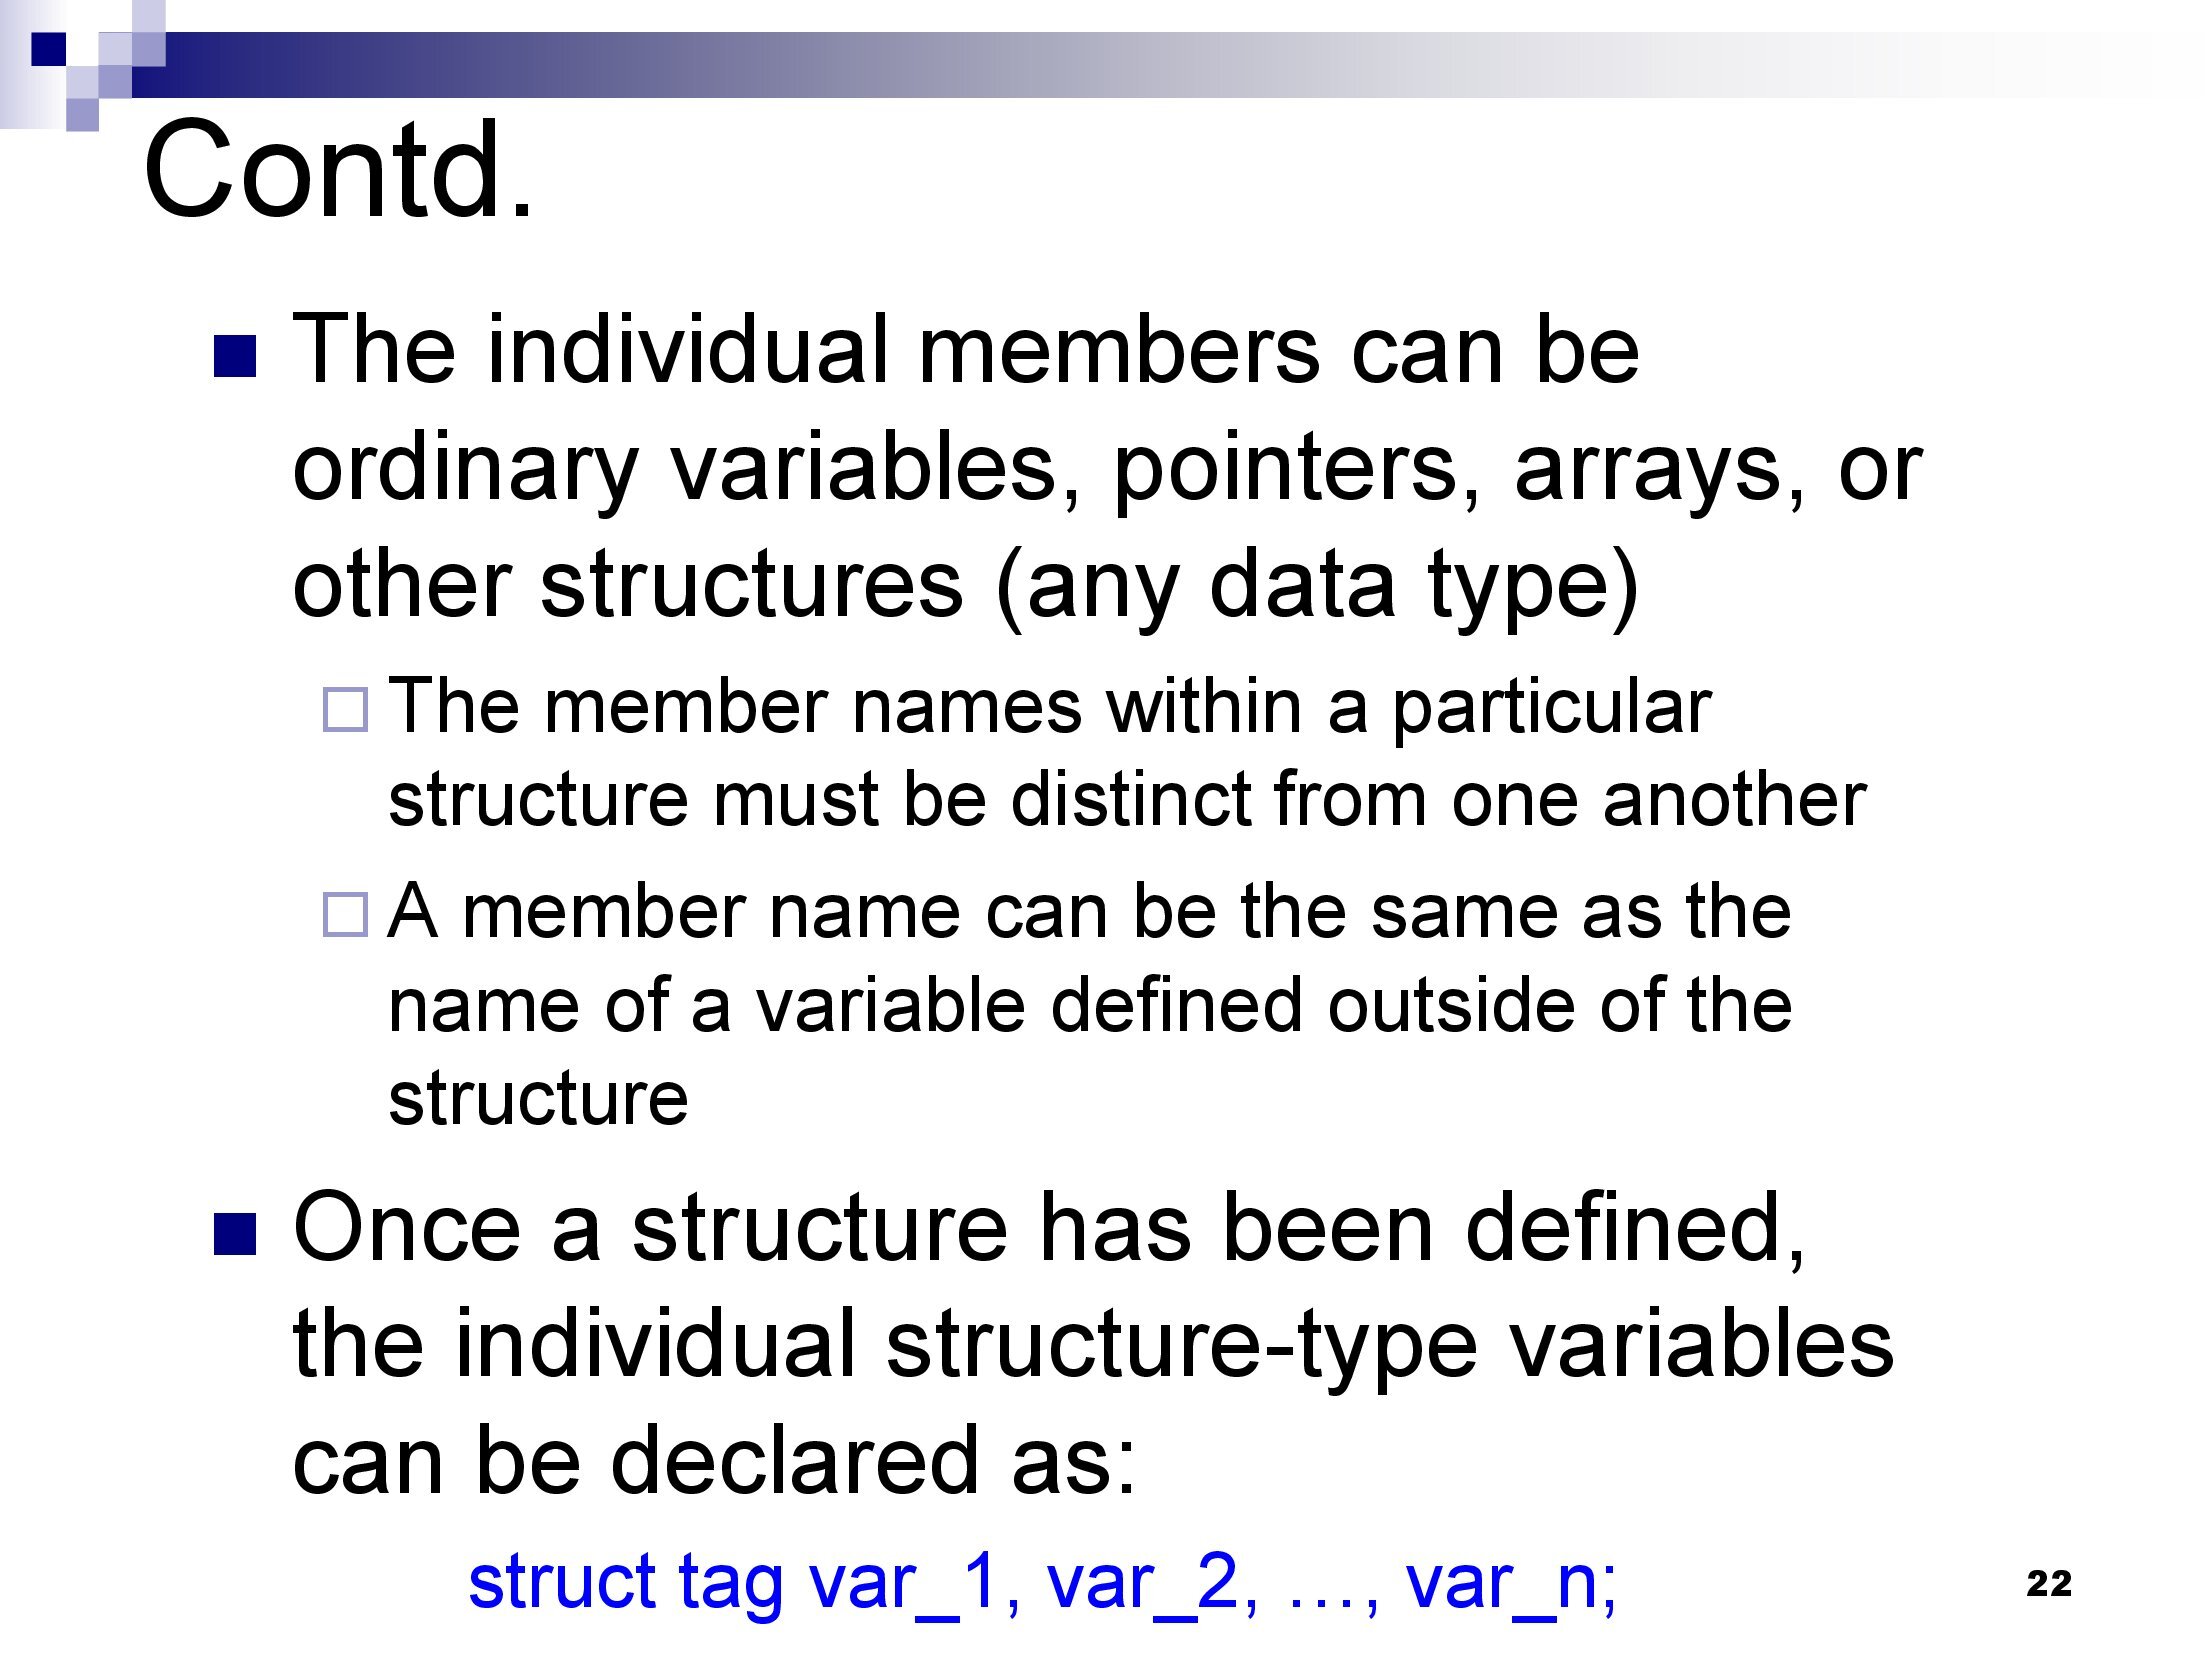 Contd.
The individual members can be
ordinary variables, pointers, arrays, or
other structures (any data type)
The member names within a particular
structure must be distinct from one another
A member name can be the same as the
name of a variable defined outside of the
structure
Once a structure has been defined,
the individual structure-type variables
can be declared as:
struct tag var_1, var_2, …, var_n;
22